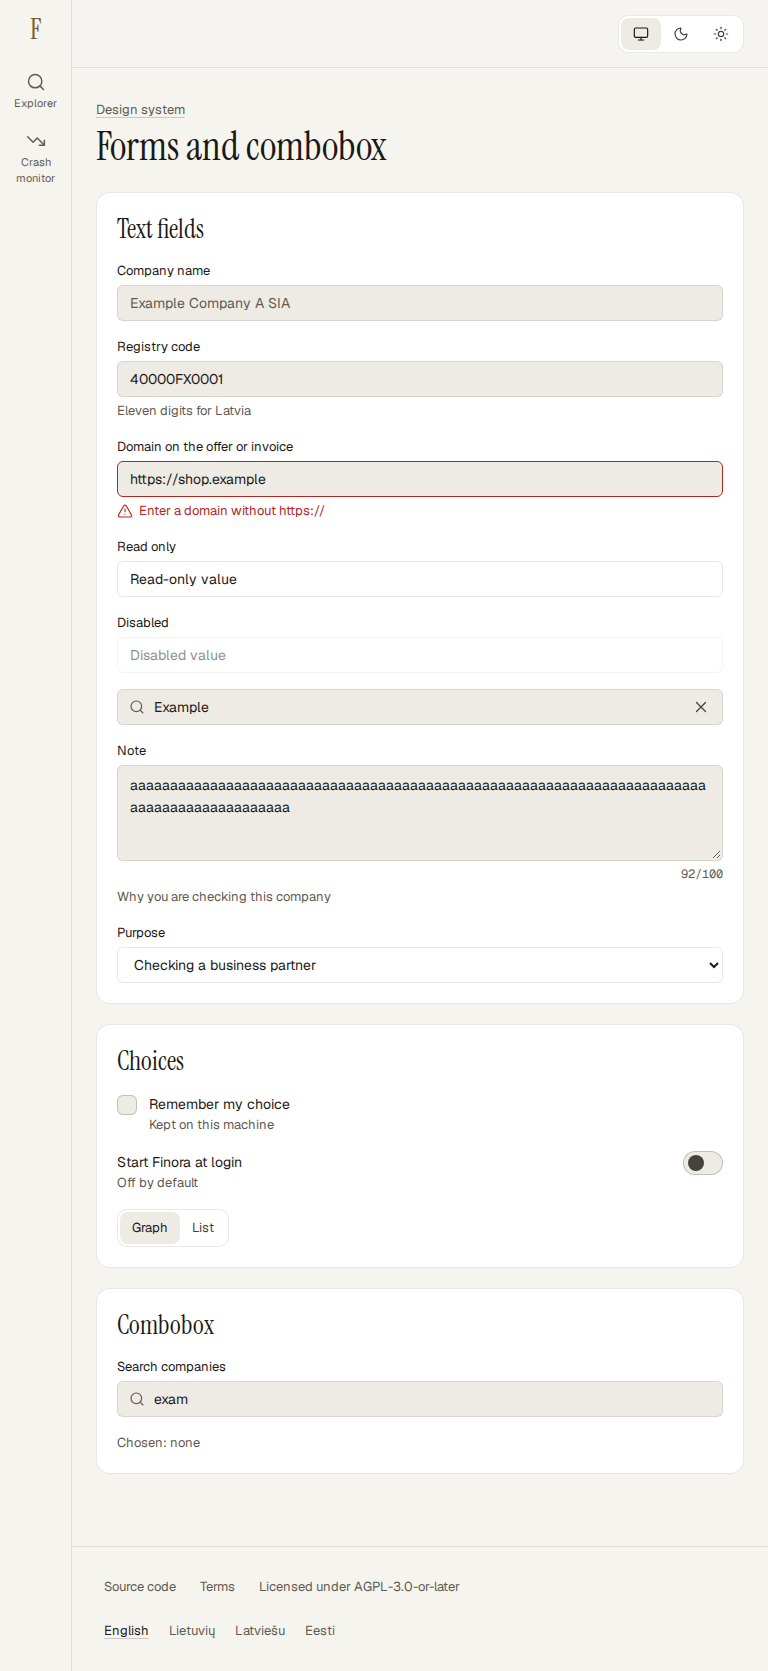 F
Explorer
Crash
monitor
Design system
Forms and combobox
Text fields
Company name
Example Company A SIA
Registry code
40000FX0001
Eleven digits for Latvia
Domain on the offer or invoice
https://shop.example
Enter a domain without https://
Read only
Read-only value
Disabled
Disabled value
Example
Note
aaaaaaaaaaaaaaaaaaaaaaaaaaaaaaaaaaaaaaaaaaaaaaaaaaaaaaaaaaaaaaaaaaaaaaaa
aaaaaaaaaaaaaaaaaaaa
92/100
Why you are checking this company
Purpose
Checking a business partner
Choices
Remember my choice
Kept on this machine
Start Finora at login
Off by default
Graph List
Combobox
Search companies
exam
Chosen: none
Source code Terms Licensed under AGPL-3.0-or-later
English Lietuvių Latviešu Eesti